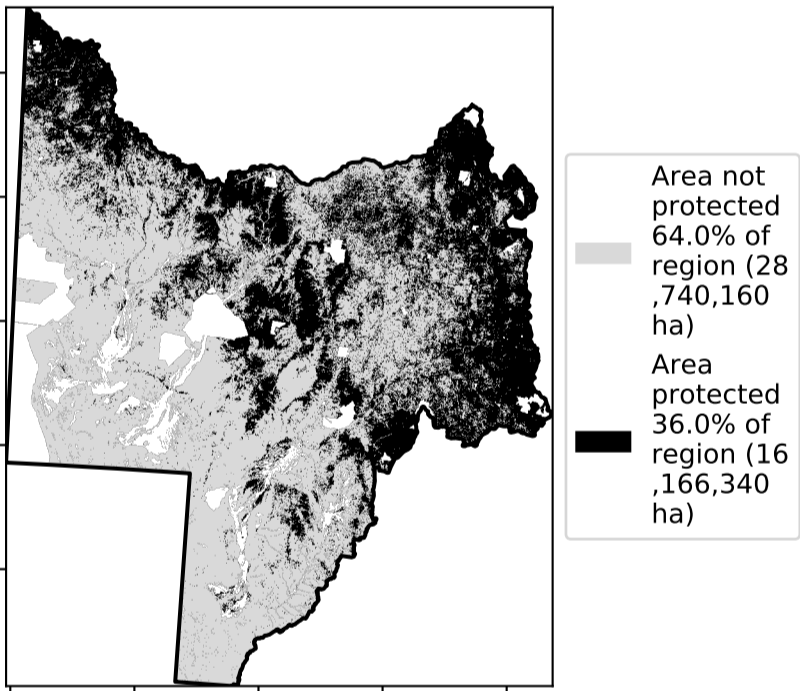 Area not
protected
64.0% of
region (28
,740,160
ha)
Area
protected
36.0% of
region (16
,166,340
ha)